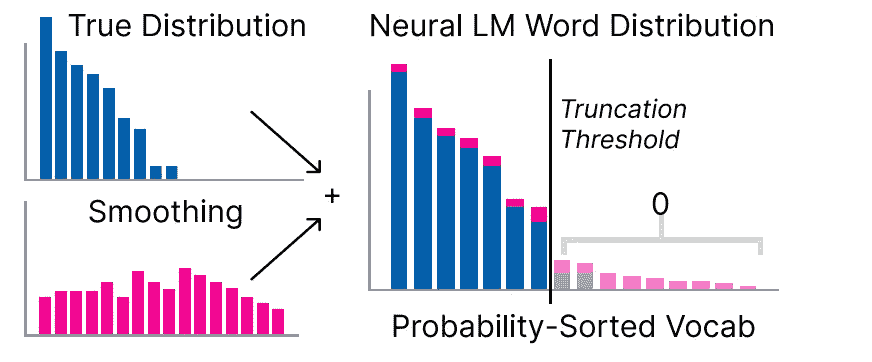 True Distribution
Smoothing
+
Neural LM Word Distribution
Truncation
Threshold
0
Probability-Sorted Vocab